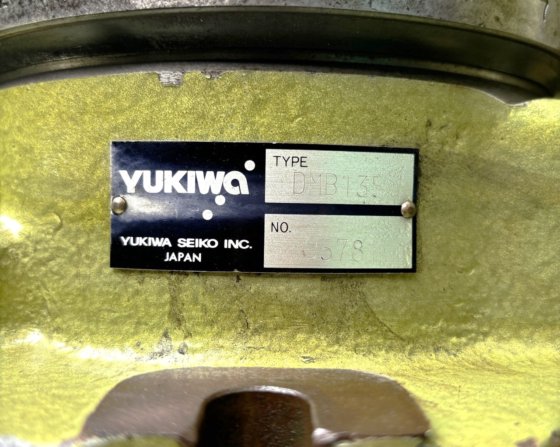 YUKIWA
YUKIWA SEIKO INC.
JAPAN
TYPE
NO.